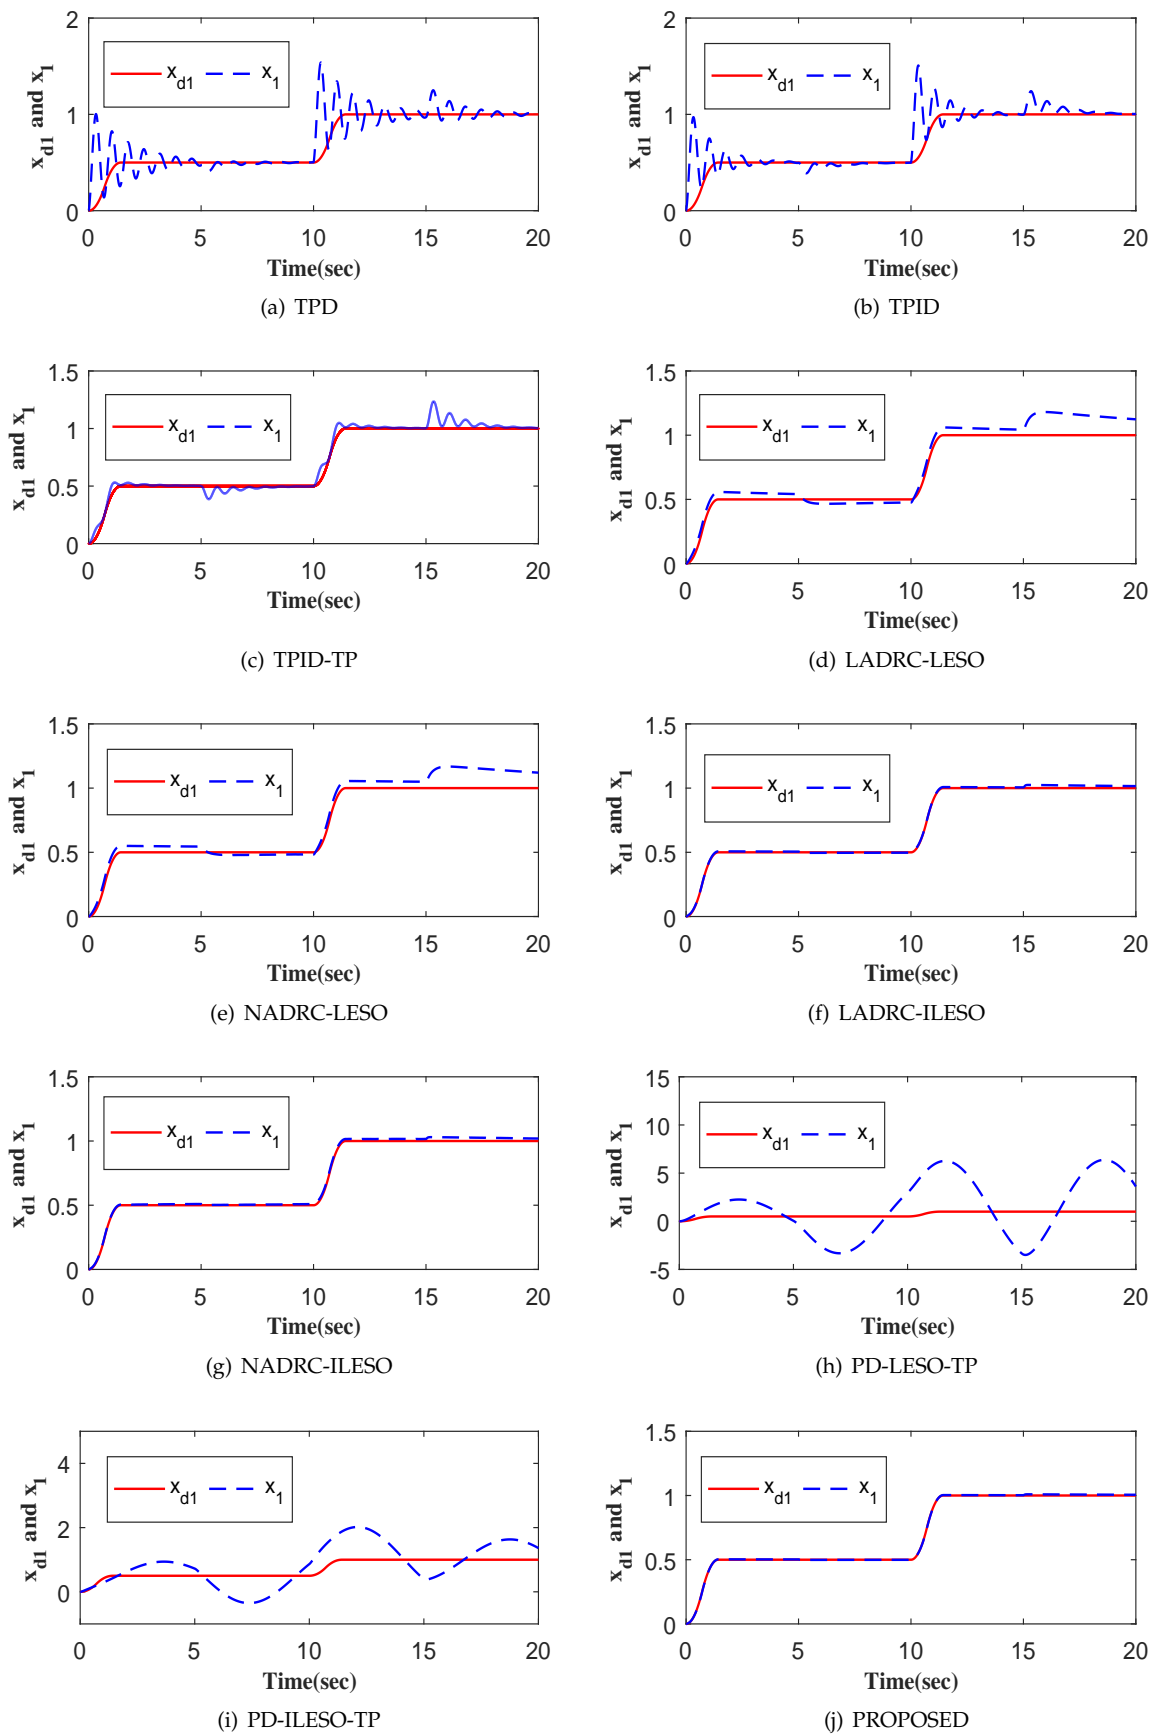 2
1
0
x_d1 and x_1
x_d1 x_1
0 5 10 15 20
Time(sec)
(a) TPD
2
1
0
x_d1 and x_1
x_d1 x_1
0 5 10 15 20
Time(sec)
(b) TPID
1.5
1
0.5
0
x_d1 and x_1
x_d1 x_1
0 5 10 15 20
Time(sec)
(c) TPID-TP
1.5
1
0.5
0
x_d1 and x_1
x_d1 x_1
0 5 10 15 20
Time(sec)
(d) LADRC-LESO
1.5
1
0.5
0
x_d1 and x_1
x_d1 x_1
0 5 10 15 20
Time(sec)
(e) NADRC-LESO
1.5
1
0.5
0
x_d1 and x_1
x_d1 x_1
0 5 10 15 20
Time(sec)
(f) LADRC-ILESO
1.5
1
0.5
0
x_d1 and x_1
x_d1 x_1
0 5 10 15 20
Time(sec)
(g) NADRC-ILESO
15
10
5
0
-5
x_d1 and x_1
x_d1 x_1
0 5 10 15 20
Time(sec)
(h) PD-LESO-TP
4
2
0
x_d1 and x_1
x_d1 x_1
0 5 10 15 20
Time(sec)
(i) PD-ILESO-TP
1.5
1
0.5
0
x_d1 and x_1
x_d1 x_1
0 5 10 15 20
Time(sec)
(j) PROPOSED